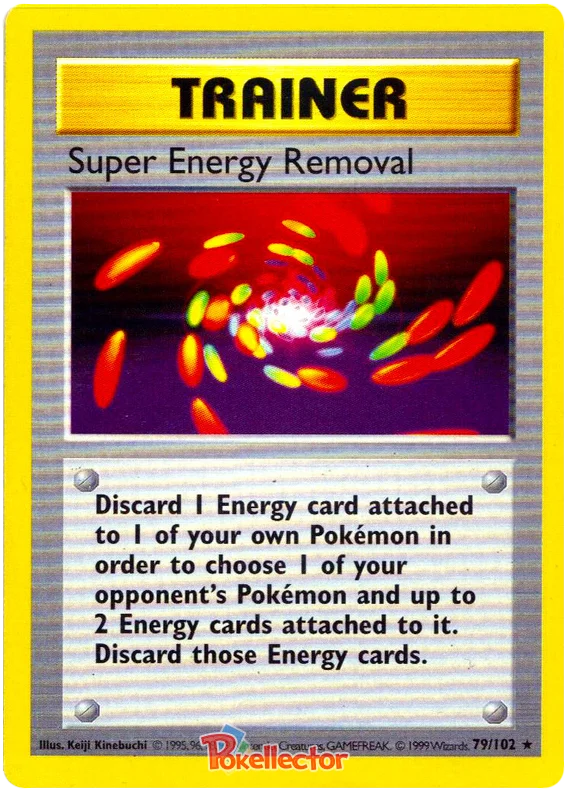 TRAINER
Super Energy Removal
Discard 1 Energy card attached
to 1 of your own Pokémon in
order to choose 1 of your
opponent's Pokémon and up to
2 Energy cards attached to it.
Discard those Energy cards.
Illus. Keiji Kinebuchi © 1995, 96, Creatures, GAMEFREAK. © 1999 Wizards. 79/102 ★
Pokellector